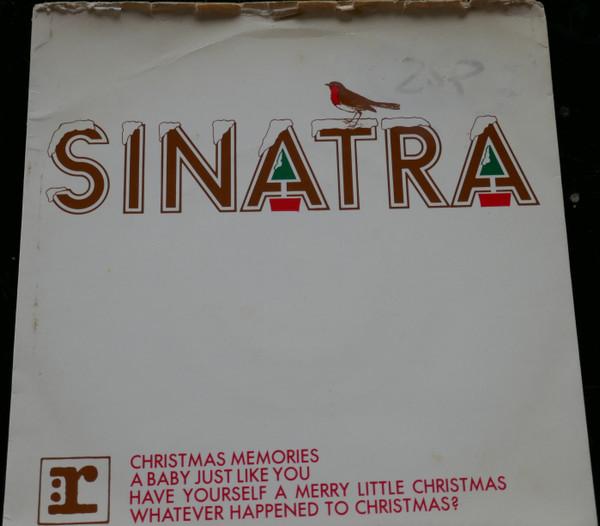 SINATRA
r
CHRISTMAS MEMORIES
A BABY JUST LIKE YOU
HAVE YOURSELF A MERRY LITTLE CHRISTMAS
WHATEVER HAPPENED TO CHRISTMAS?